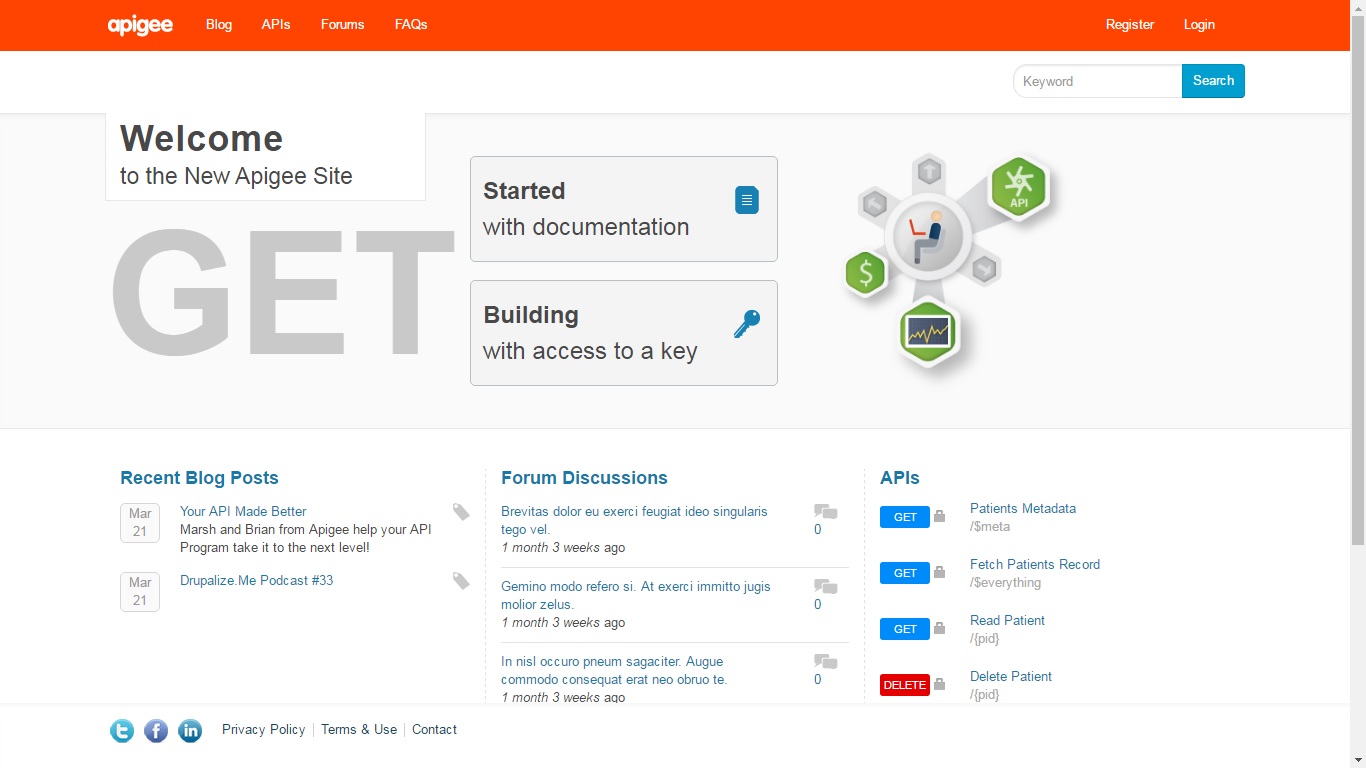 apigee
Blog
APIs
Forums
FAQs
Register
Login
Keyword
Search
Welcome
to the New Apigee Site
GET
Started
with documentation
Building
with access to a key
API
$
Recent Blog Posts
Mar
21
Your API Made Better
Marsh and Brian from Apigee help your API
Program take it to the next level!
Mar
21
Drupalize.Me Podcast #33
Forum Discussions
Brevitas dolor eu exerci feugiat ideo singularis
tego vel.
0
1 month 3 weeks ago
Gemino modo refero si. At exerci immitto jugis
molior zelus.
0
1 month 3 weeks ago
In nisl occuro pneum sagaciter. Augue
commodo consequat erat neo obruo te.
0
1 month 3 weeks ago
APIs
GET
Patients Metadata
/$meta
GET
Fetch Patients Record
/$everything
GET
Read Patient
/{pid}
DELETE
Delete Patient
/{pid}
Privacy Policy
Terms & Use
Contact